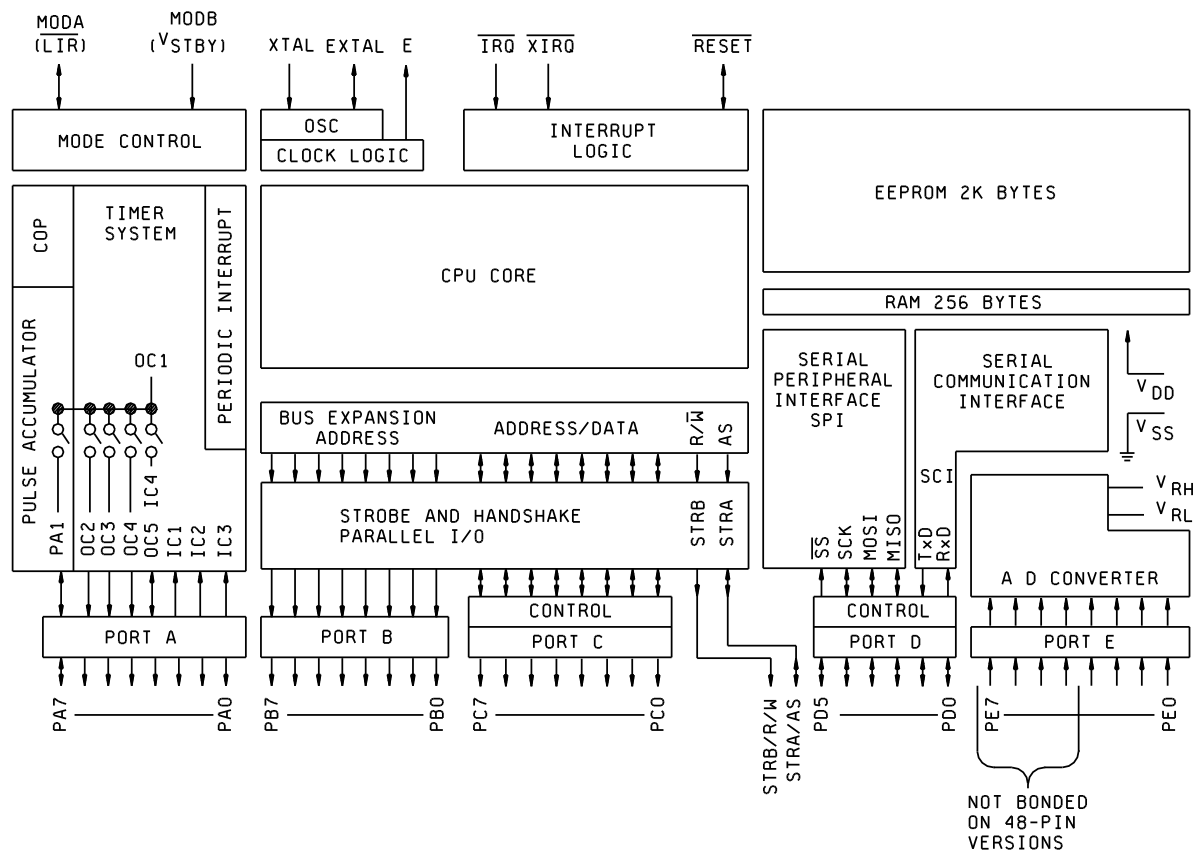 MODA
(LIR)
MODB
(VSTBY)
XTAL EXTAL E
IRQ XIRQ
RESET
MODE CONTROL
OSC
CLOCK LOGIC
INTERRUPT
LOGIC
EEPROM 2K BYTES
COP
TIMER
SYSTEM
PERIODIC INTERRUPT
CPU CORE
RAM 256 BYTES
PULSE ACCUMULATOR
OC1
SERIAL
PERIPHERAL
INTERFACE
SPI
SERIAL
COMMUNICATION
INTERFACE
SCI
VDD
VSS
BUS EXPANSION
ADDRESS
ADDRESS/DATA
R/W
AS
PA1
OC2
OC3
OC4
OC5 IC4
IC1
IC2
IC3
STROBE AND HANDSHAKE
PARALLEL I/O
STRB
STRA
SS
SCK
MOSI
MISO
TxD
RxD
VRH
VRL
A D CONVERTER
PORT A
PORT B
CONTROL
PORT C
CONTROL
PORT D
PORT E
PA7
PA0
PB7
PB0
PC7
PC0
STRB/R/W
STRA/AS
PD5
PD0
PE7
PE0
NOT BONDED
ON 48-PIN
VERSIONS